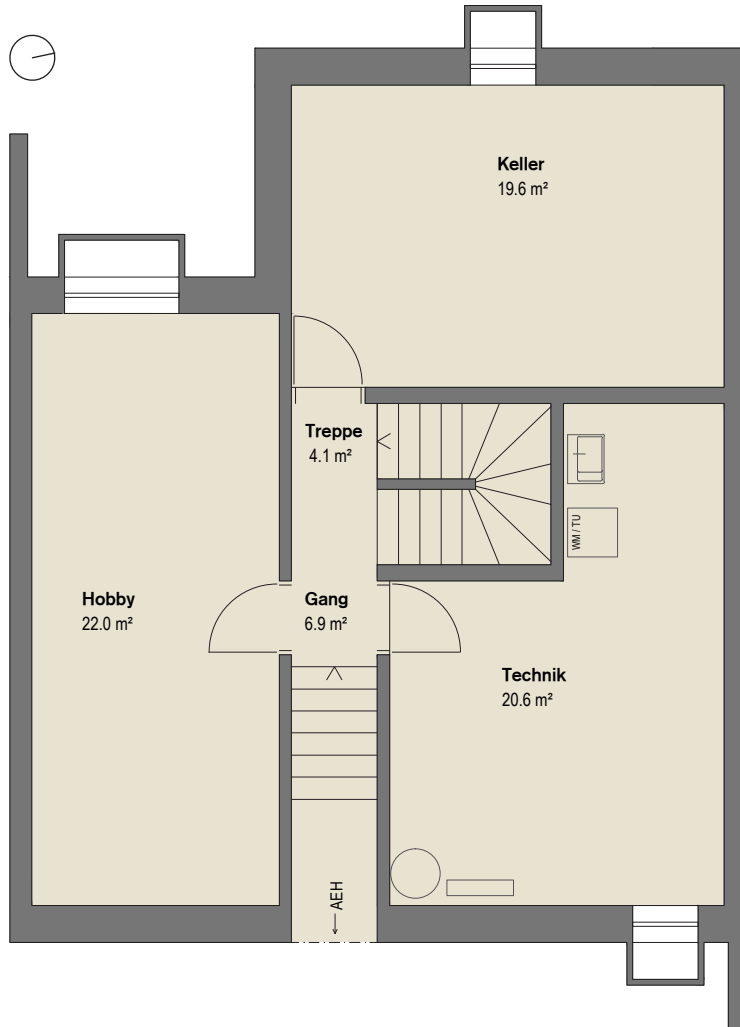 Keller
19.6 m²
Treppe
4.1 m²
WM / TU
Hobby
22.0 m²
Gang
6.9 m²
Technik
20.6 m²
AEH